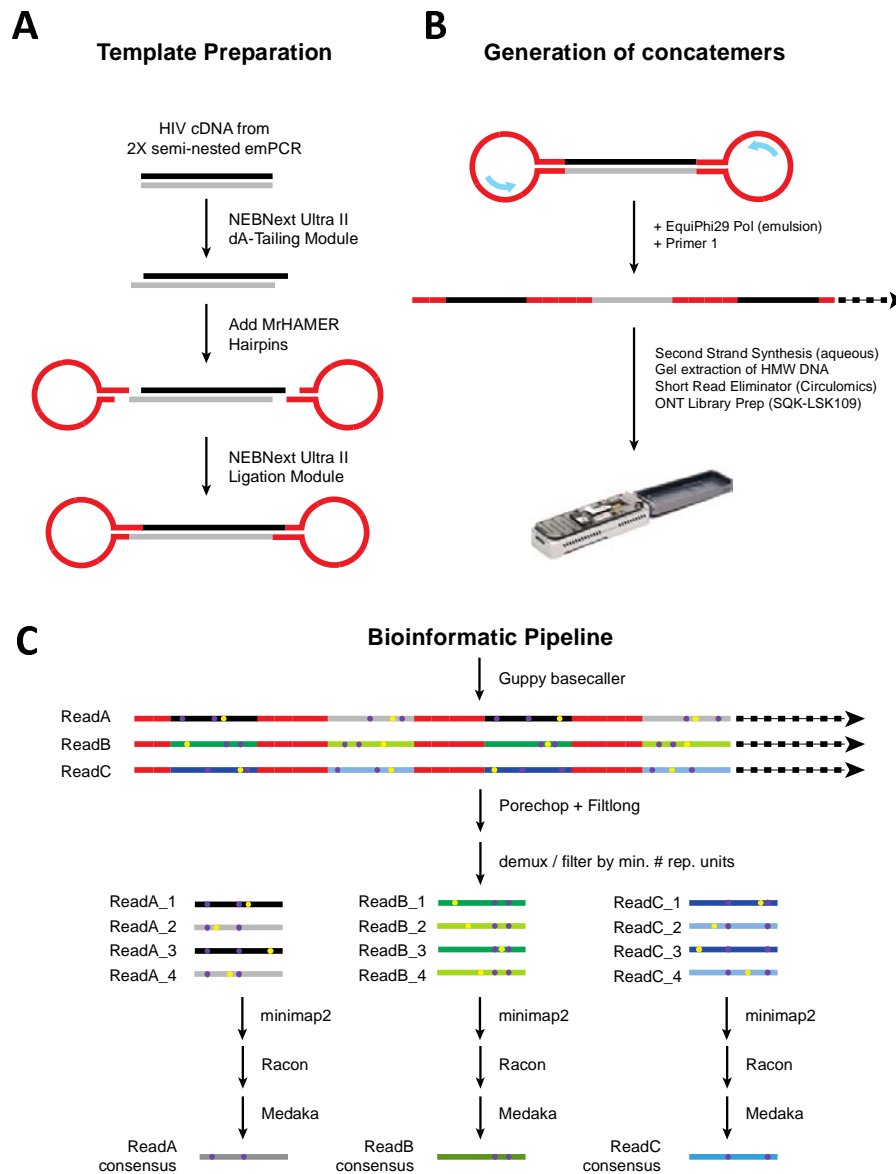 A
Template Preparation
HIV cDNA from
2X semi-nested emPCR
NEBNext Ultra II
dA-Tailing Module
Add MrHAMER
Hairpins
NEBNext Ultra II
Ligation Module
B
Generation of concatemers
+ EquiPhi29 Pol (emulsion)
+ Primer 1
Second Strand Synthesis (aqueous)
Gel extraction of HMW DNA
Short Read Eliminator (Circulomics)
ONT Library Prep (SQK-LSK109)
C
Bioinformatic Pipeline
Guppy basecaller
ReadA
ReadB
ReadC
Porechop + Filtlong
demux / filter by min. # rep. units
ReadA_1
ReadA_2
ReadA_3
ReadA_4
ReadB_1
ReadB_2
ReadB_3
ReadB_4
ReadC_1
ReadC_2
ReadC_3
ReadC_4
minimap2
minimap2
minimap2
Racon
Racon
Racon
Medaka
Medaka
Medaka
ReadA
consensus
ReadB
consensus
ReadC
consensus